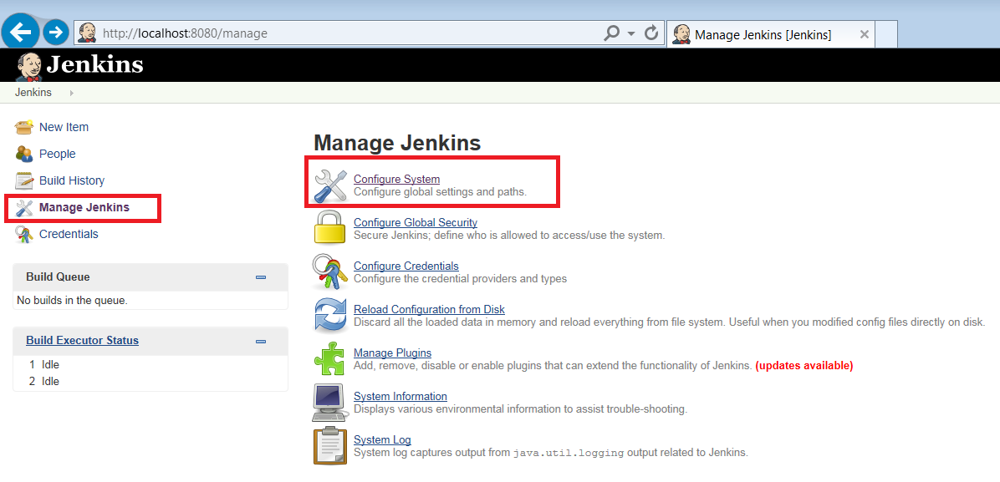 http://localhost:8080/manage
Manage Jenkins [Jenkins]
Jenkins
Jenkins
New Item
People
Build History
Manage Jenkins
Credentials
Build Queue
No builds in the queue.
Build Executor Status
1 Idle
2 Idle
Manage Jenkins
Configure System
Configure global settings and paths.
Configure Global Security
Secure Jenkins; define who is allowed to access/use the system.
Configure Credentials
Configure the credential providers and types
Reload Configuration from Disk
Discard all the loaded data in memory and reload everything from file system. Useful when you modified config files directly on disk.
Manage Plugins
Add, remove, disable or enable plugins that can extend the functionality of Jenkins. (updates available)
System Information
Displays various environmental information to assist trouble-shooting.
System Log
System log captures output from java.util.logging output related to Jenkins.